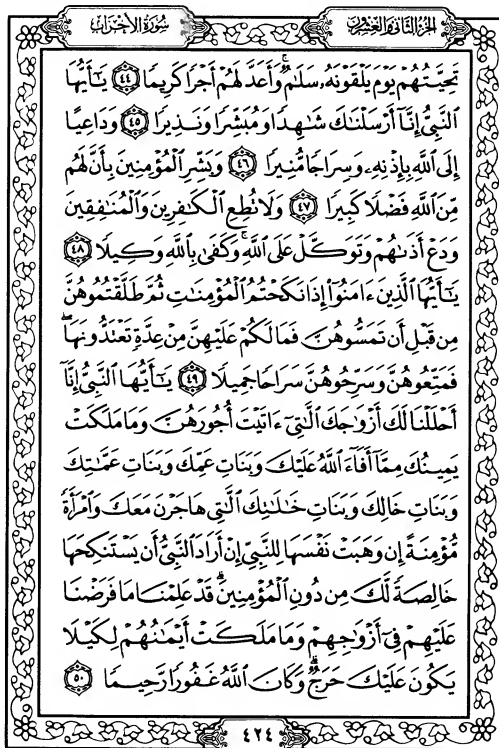 الجزء الثاني والعشرون
سورة الأحزاب
تَحِيَّتُهُمْ يَوْمَ يَلْقَوْنَهُۥ سَلَٰمٌ ۚ وَأَعَدَّ لَهُمْ أَجْرًا كَرِيمًا ٤٤ يَٰٓأَيُّهَا
ٱلنَّبِيُّ إِنَّآ أَرْسَلْنَٰكَ شَٰهِدًا وَمُبَشِّرًا وَنَذِيرًا ٤٥ وَدَاعِيًا
إِلَى ٱللَّهِ بِإِذْنِهِۦ وَسِرَاجًا مُّنِيرًا ٤٦ وَبَشِّرِ ٱلْمُؤْمِنِينَ بِأَنَّ لَهُم
مِّنَ ٱللَّهِ فَضْلًا كَبِيرًا ٤٧ وَلَا تُطِعِ ٱلْكَٰفِرِينَ وَٱلْمُنَٰفِقِينَ
وَدَعْ أَذَىٰهُمْ وَتَوَكَّلْ عَلَى ٱللَّهِ ۚ وَكَفَىٰ بِٱللَّهِ وَكِيلًا ٤٨
يَٰٓأَيُّهَا ٱلَّذِينَ ءَامَنُوٓا۟ إِذَا نَكَحْتُمُ ٱلْمُؤْمِنَٰتِ ثُمَّ طَلَّقْتُمُوهُنَّ
مِن قَبْلِ أَن تَمَسُّوهُنَّ فَمَا لَكُمْ عَلَيْهِنَّ مِنْ عِدَّةٍ تَعْتَدُّونَهَا ۖ
فَمَتِّعُوهُنَّ وَسَرِّحُوهُنَّ سَرَاحًا جَمِيلًا ٤٩ يَٰٓأَيُّهَا ٱلنَّبِيُّ إِنَّآ
أَحْلَلْنَا لَكَ أَزْوَٰجَكَ ٱلَّٰتِىٓ ءَاتَيْتَ أُجُورَهُنَّ وَمَا مَلَكَتْ
يَمِينُكَ مِمَّآ أَفَآءَ ٱللَّهُ عَلَيْكَ وَبَنَاتِ عَمِّكَ وَبَنَاتِ عَمَّٰتِكَ
وَبَنَاتِ خَالِكَ وَبَنَاتِ خَٰلَٰتِكَ ٱلَّٰتِى هَاجَرْنَ مَعَكَ وَٱمْرَأَةً
مُّؤْمِنَةً إِن وَهَبَتْ نَفْسَهَا لِلنَّبِيِّ إِنْ أَرَادَ ٱلنَّبِيُّ أَن يَسْتَنكِحَهَا
خَالِصَةً لَّكَ مِن دُونِ ٱلْمُؤْمِنِينَ ۗ قَدْ عَلِمْنَا مَا فَرَضْنَا
عَلَيْهِمْ فِىٓ أَزْوَٰجِهِمْ وَمَا مَلَكَتْ أَيْمَٰنُهُمْ لِكَيْلَا
يَكُونَ عَلَيْكَ حَرَجٌ ۗ وَكَانَ ٱللَّهُ غَفُورًا رَّحِيمًا ٥٠
٤٢٤